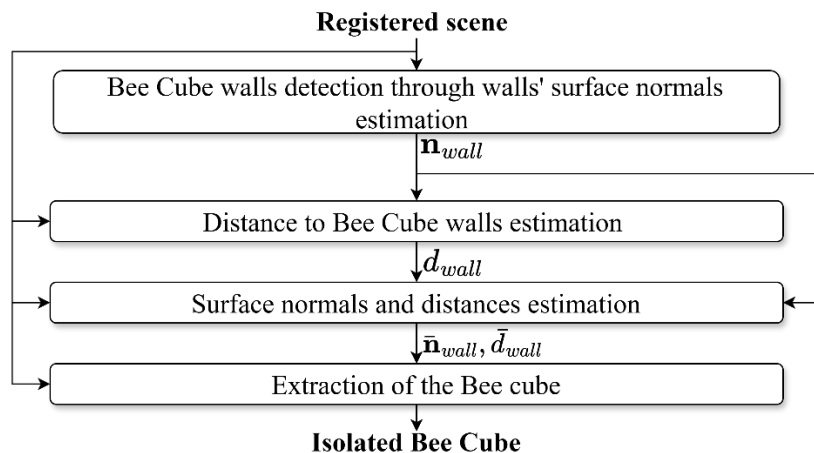 Registered scene
Bee Cube walls detection through walls' surface normals
estimation
n_wall
Distance to Bee Cube walls estimation
d_wall
Surface normals and distances estimation
n̄_wall, d̄_wall
Extraction of the Bee cube
Isolated Bee Cube